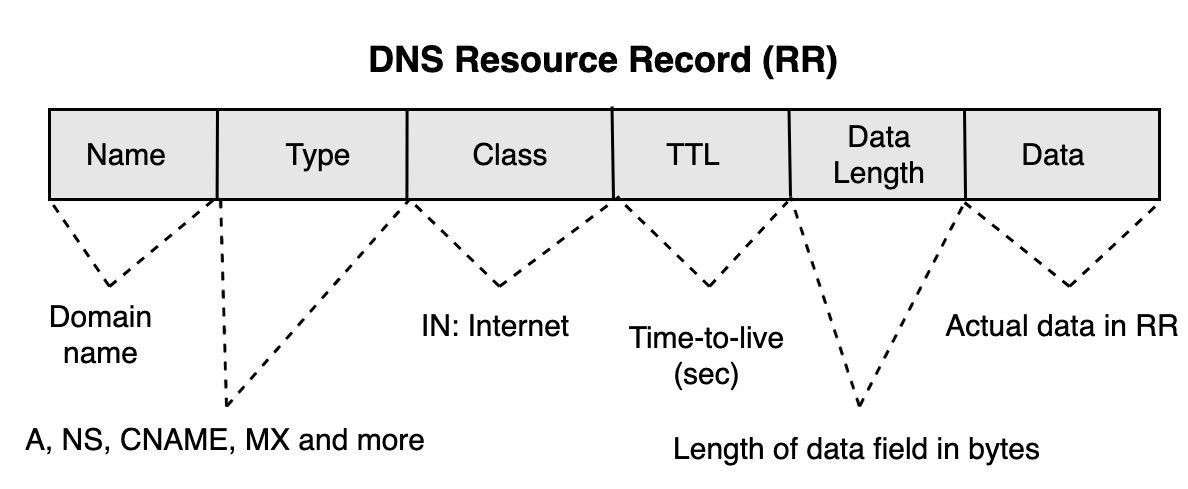 DNS Resource Record (RR)
Name
Type
Class
TTL
Data
Length
Data
Domain
name
A, NS, CNAME, MX and more
IN: Internet
Time-to-live
(sec)
Length of data field in bytes
Actual data in RR